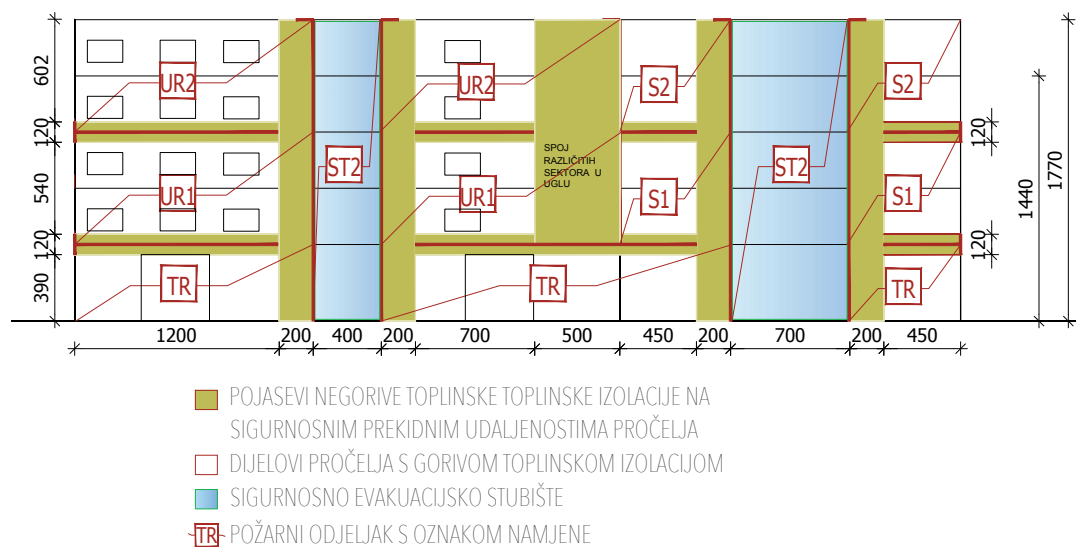 602
120
540
120
390
UR2
UR2
S2
S2
ST2
ST2
SPOJ
RAZLIČITIH
SEKTORA U
UGLU
UR1
UR1
S1
S1
TR
TR
TR
120
120
1440
1770
1200
200
400
200
700
500
450
200
700
200
450
POJASEVI NEGORIVE TOPLINSKE TOPLINSKE IZOLACIJE NA
SIGURNOSNIM PREKIDNIM UDALJENOSTIMA PROČELJA
DIJELOVI PROČELJA S GORIVOM TOPLINSKOM IZOLACIJOM
SIGURNOSNO EVAKUACIJSKO STUBIŠTE
TR POŽARNI ODJELJAK S OZNAKOM NAMJENE